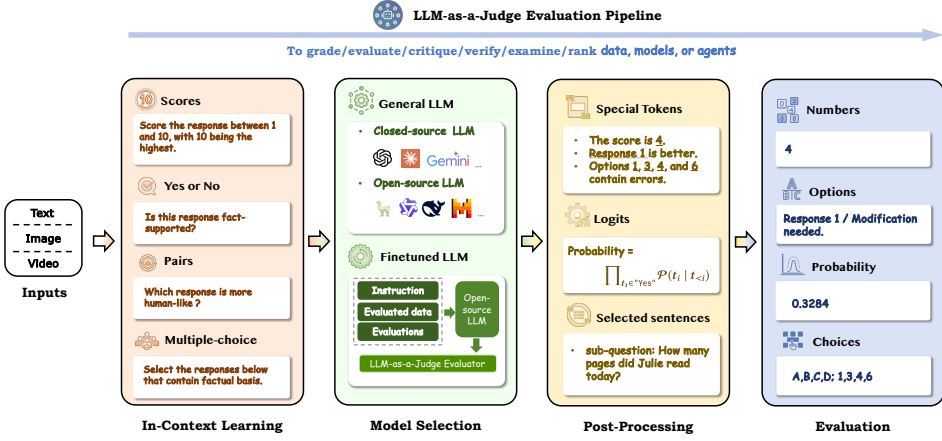 LLM-as-a-Judge Evaluation Pipeline
To grade/evaluate/critique/verify/examine/rank data, models, or agents
Text
Image
Video
Inputs
10
Scores
Score the response between 1
and 10, with 10 being the
highest.
Yes or No
Is this response fact-
supported?
Pairs
Which response is more
human-like ?
Multiple-choice
Select the responses below
that contain factual basis.
In-Context Learning
General LLM
• Closed-source LLM
Gemini ...
• Open-source LLM
...
Finetuned LLM
Instruction
Evaluated data
Evaluations
Open-
source
LLM
LLM-as-a-Judge Evaluator
Model Selection
Special Tokens
• The score is 4.
• Response 1 is better.
• Options 1, 3, 4, and 6
contain errors.
Logits
Probability =
∏ t_i∈"Yes" P(t_i | t_<i)
Selected sentences
• sub-question: How many
pages did Julie read
today?
Post-Processing
Numbers
4
Options
Response 1 / Modification
needed.
Probability
0.3284
Choices
A,B,C,D; 1,3,4,6
Evaluation